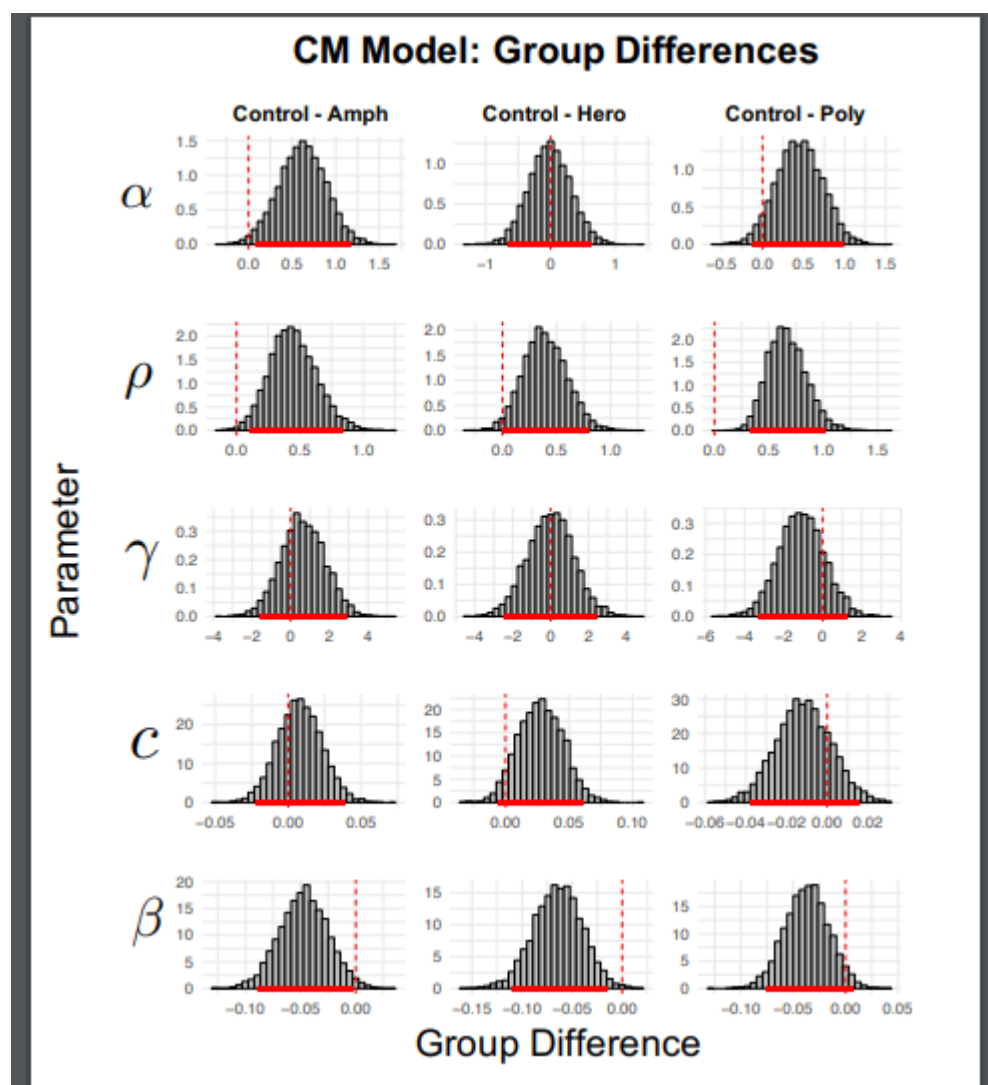 CM Model: Group Differences
Control - Amph Control - Hero Control - Poly
α
1.5
1.0
0.5
0.0
0.0 0.5 1.0 1.5
1.0
0.5
0.0
−1 0 1
1.0
0.5
0.0
−0.5 0.0 0.5 1.0 1.5
ρ
2.0
1.5
1.0
0.5
0.0
0.0 0.5 1.0
2.0
1.5
1.0
0.5
0.0
0.0 0.5 1.0
2.0
1.5
1.0
0.5
0.0
0.0 0.5 1.0 1.5
Parameter
γ
0.3
0.2
0.1
0.0
−4 −2 0 2 4
0.3
0.2
0.1
0.0
−4 −2 0 2 4
0.3
0.2
0.1
0.0
−6 −4 −2 0 2 4
c
20
10
0
−0.05 0.00 0.05
20
15
10
5
0
0.00 0.05 0.10
30
20
10
0
−0.06 −0.04 −0.02 0.00 0.02
β
20
15
10
5
0
−0.10 −0.05 0.00
15
10
5
0
−0.15 −0.10 −0.05 0.00
15
10
5
0
−0.10 −0.05 0.00 0.05
Group Difference